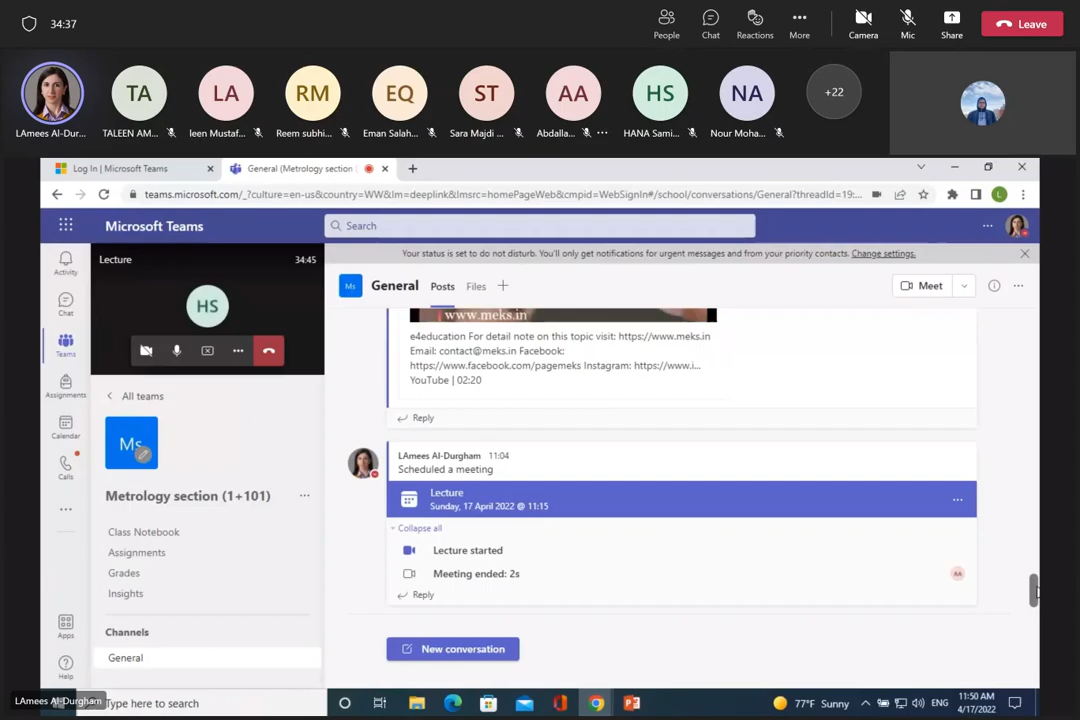 34:37
People
Chat
Reactions
More
Camera
Mic
Share
Leave
TA
LA
RM
EQ
ST
AA
HS
NA
+22
LAmees Al-Dur...
TALEEN AM...
leen Mustaf...
Reem subhi...
Eman Salah...
Sara Majdi ...
Abdalla...
HANA Sami...
Nour Moha...
Log In | Microsoft Teams
General (Metrology section (
teams.microsoft.com/_?culture=en-us&country=WW&lm=deeplink&lmsrc=homePageWeb&cmpid=WebSignIn#/school/conversations/General?threadId=19:...
L
Microsoft Teams
Search
Your status is set to do not disturb. You'll only get notifications for urgent messages and from your priority contacts. Change settings.
Activity
Chat
Teams
Assignments
Calendar
Calls
Apps
Help
Lecture
34:45
HS
All teams
Ms
Metrology section (1+101)
...
Class Notebook
Assignments
Grades
Insights
Channels
General
Ms
General
Posts
Files
Meet
www.meks.in
e4education For detail note on this topic visit: https://www.meks.in
Email: contact@meks.in Facebook:
https://www.facebook.com/pagemeks Instagram: https://www.i...
YouTube | 02:20
Reply
LAmees Al-Durgham 11:04
Scheduled a meeting
Lecture
Sunday, 17 April 2022 @ 11:15
Collapse all
Lecture started
Meeting ended: 2s
AA
Reply
New conversation
LAmees Al-Durgham
Type here to search
77°F Sunny
ENG
11:50 AM
4/17/2022